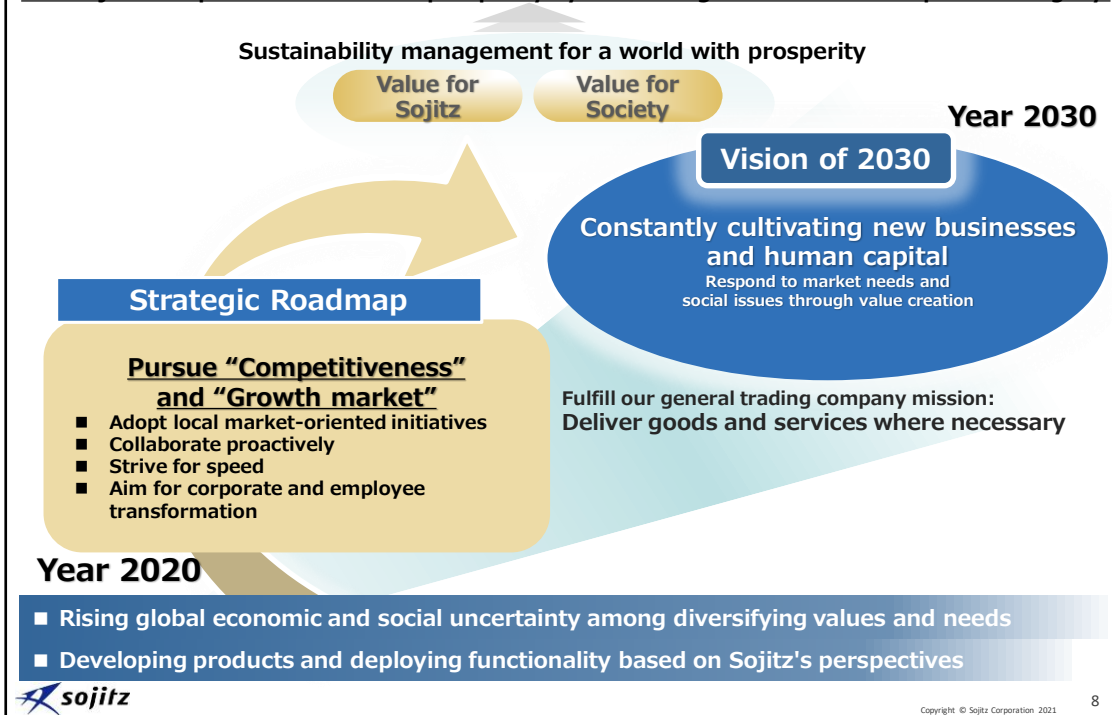 Sustainability management for a world with prosperity
Value for
Sojitz
Value for
Society
Year 2030
Vision of 2030
Constantly cultivating new businesses
and human capital
Respond to market needs and
social issues through value creation
Strategic Roadmap
Pursue “Competitiveness”
and “Growth market”
■ Adopt local market-oriented initiatives
■ Collaborate proactively
■ Strive for speed
■ Aim for corporate and employee
transformation
Fulfill our general trading company mission:
Deliver goods and services where necessary
Year 2020
■ Rising global economic and social uncertainty among diversifying values and needs
■ Developing products and deploying functionality based on Sojitz's perspectives
sojitz
Copyright © Sojitz Corporation 2021
8